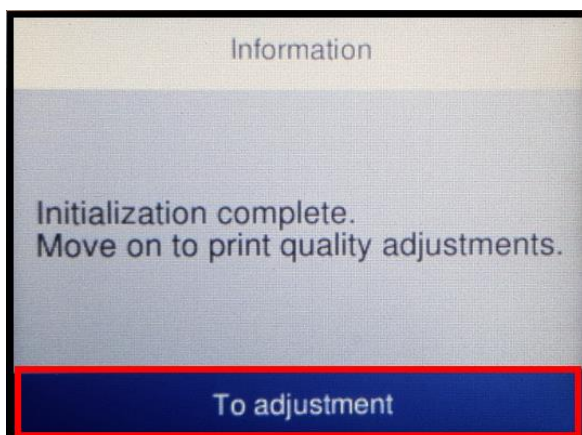 Information
Initialization complete.
Move on to print quality adjustments.
To adjustment